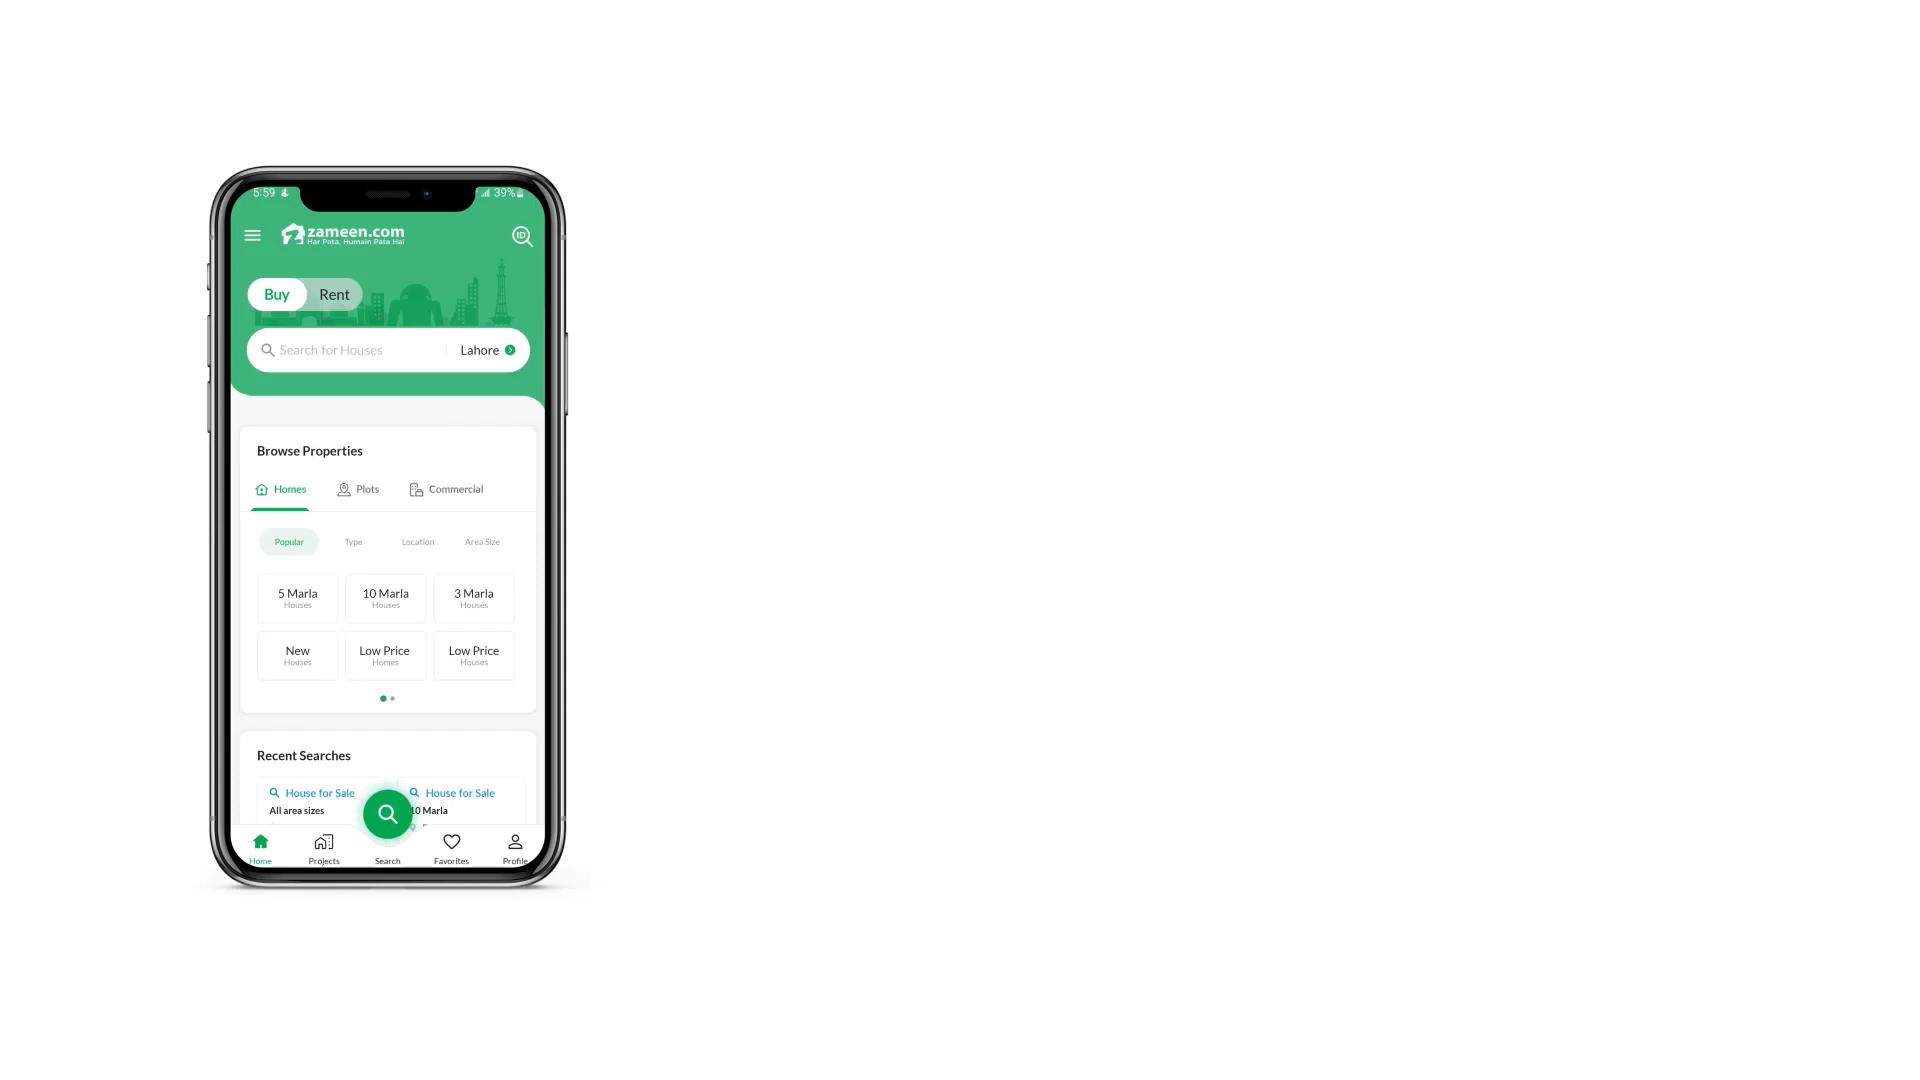 5:59 39%
zameen.com
Har Pata, Humain Pata Hai
ID
Buy Rent
Search for Houses Lahore
Browse Properties
Homes Plots Commercial
Popular Type Location Area Size
5 Marla 10 Marla 3 Marla
Houses Houses Houses
New Low Price Low Price
Houses Homes Houses
Recent Searches
House for Sale House for Sale
All area sizes 10 Marla
Home Projects Search Favorites Profile